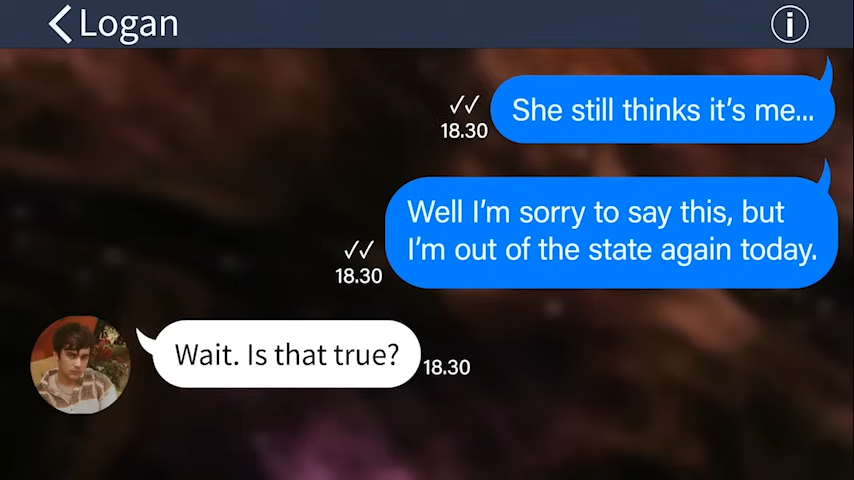 Logan
She still thinks it's me...
18.30
Well I'm sorry to say this, but
I'm out of the state again today.
18.30
Wait. Is that true?
18.30